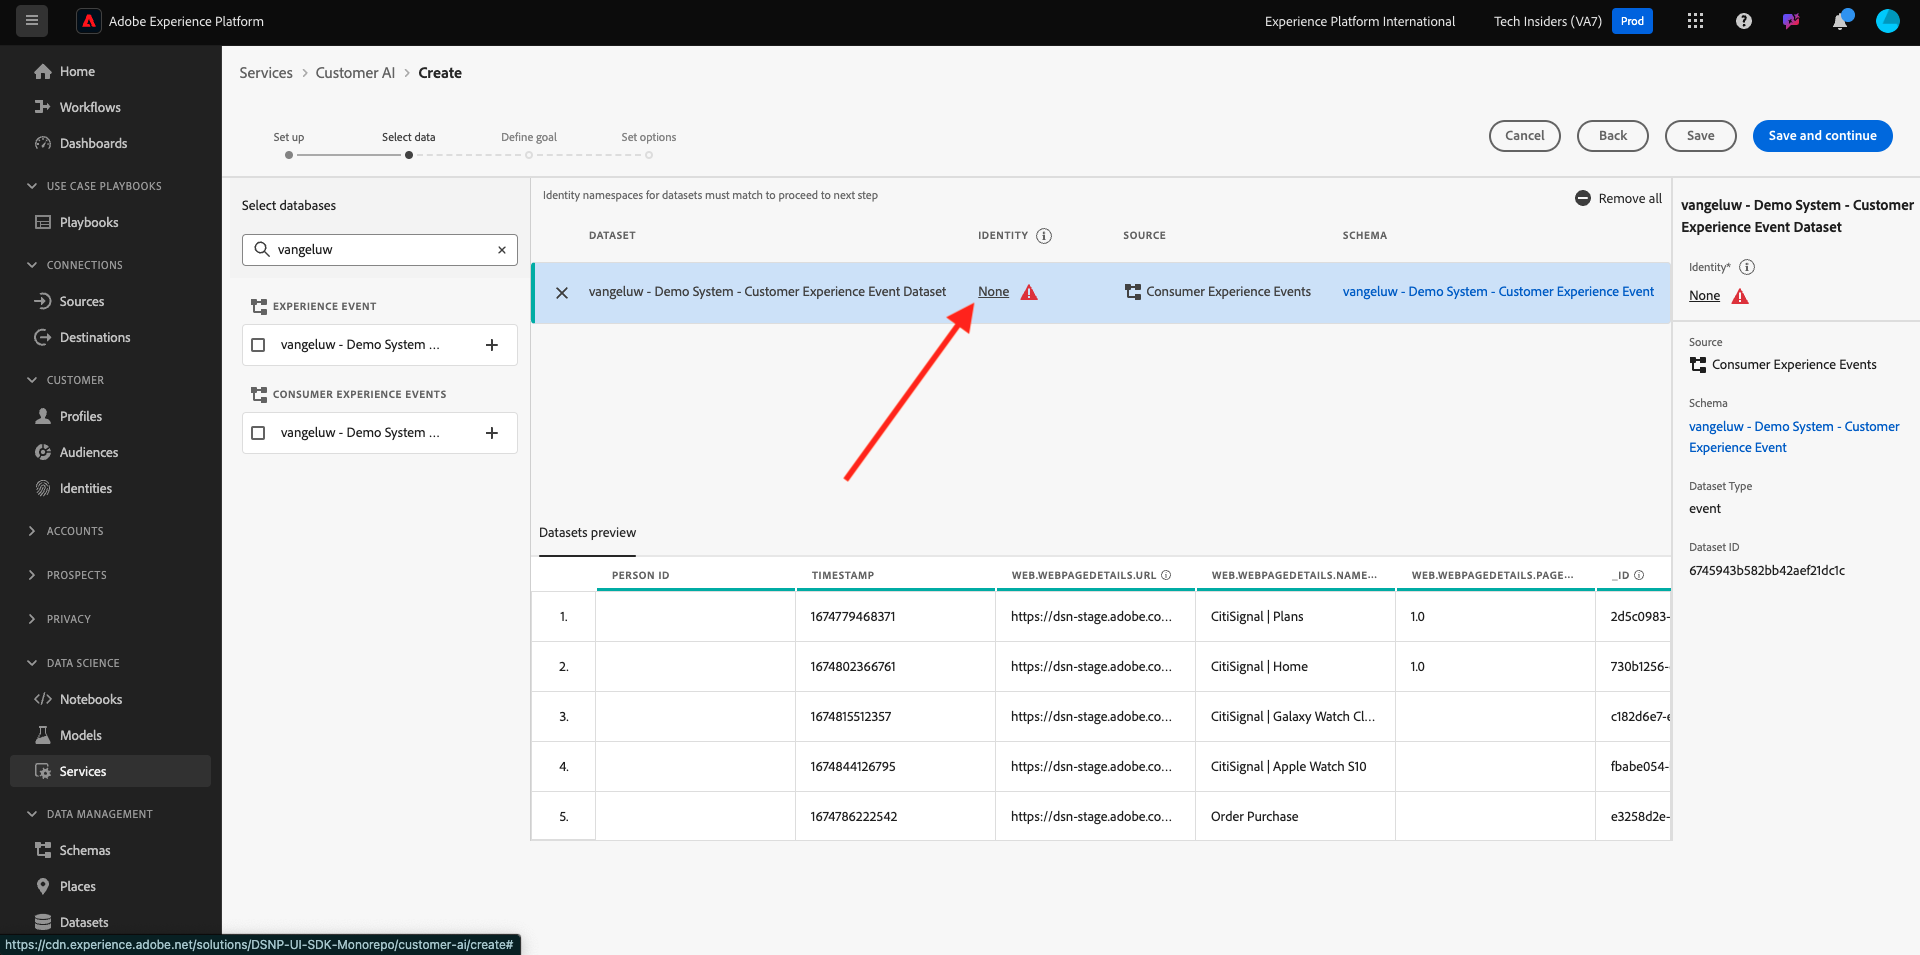 Adobe Experience Platform
Experience Platform International
Tech Insiders (VA7)
Prod
Home
Workflows
Dashboards
USE CASE PLAYBOOKS
Playbooks
CONNECTIONS
Sources
Destinations
CUSTOMER
Profiles
Audiences
Identities
ACCOUNTS
PROSPECTS
PRIVACY
DATA SCIENCE
Notebooks
Models
Services
DATA MANAGEMENT
Schemas
Places
Datasets
https://cdn.experience.adobe.net/solutions/DSNP-UI-SDK-Monorepo/customer-ai/create#
Services > Customer AI > Create
Set up
Select data
Define goal
Set options
Cancel
Back
Save
Save and continue
Select databases
vangeluw
EXPERIENCE EVENT
vangeluw - Demo System ...
CONSUMER EXPERIENCE EVENTS
vangeluw - Demo System ...
Identity namespaces for datasets must match to proceed to next step
Remove all
DATASET IDENTITY SOURCE SCHEMA
vangeluw - Demo System - Customer Experience Event Dataset None Consumer Experience Events vangeluw - Demo System - Customer Experience Event
Datasets preview
PERSON ID TIMESTAMP WEB.WEBPAGEDETAILS.URL WEB.WEBPAGEDETAILS.NAME... WEB.WEBPAGEDETAILS.PAGE... _ID
1. 1674779468371 https://dsn-stage.adobe.co... CitiSignal | Plans 1.0 2d5c0983-
2. 1674802366761 https://dsn-stage.adobe.co... CitiSignal | Home 1.0 730b1256-
3. 1674815512357 https://dsn-stage.adobe.co... CitiSignal | Galaxy Watch Cl... c182d6e7-e
4. 1674844126795 https://dsn-stage.adobe.co... CitiSignal | Apple Watch S10 fbabe054-
5. 1674786222542 https://dsn-stage.adobe.co... Order Purchase e3258d2e-
vangeluw - Demo System - Customer
Experience Event Dataset
Identity*
None
Source
Consumer Experience Events
Schema
vangeluw - Demo System - Customer
Experience Event
Dataset Type
event
Dataset ID
6745943b582bb42aef21dc1c